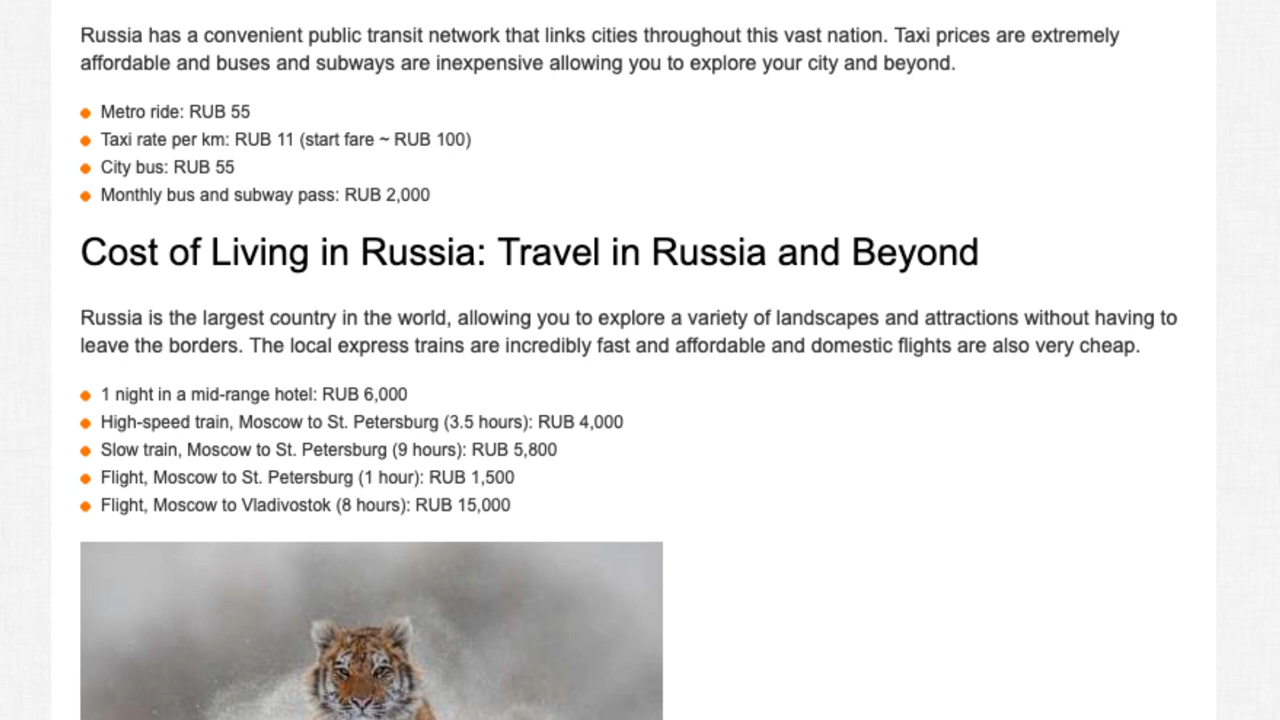 Russia has a convenient public transit network that links cities throughout this vast nation. Taxi prices are extremely
affordable and buses and subways are inexpensive allowing you to explore your city and beyond.
Metro ride: RUB 55
Taxi rate per km: RUB 11 (start fare ~ RUB 100)
City bus: RUB 55
Monthly bus and subway pass: RUB 2,000
Cost of Living in Russia: Travel in Russia and Beyond
Russia is the largest country in the world, allowing you to explore a variety of landscapes and attractions without having to
leave the borders. The local express trains are incredibly fast and affordable and domestic flights are also very cheap.
1 night in a mid-range hotel: RUB 6,000
High-speed train, Moscow to St. Petersburg (3.5 hours): RUB 4,000
Slow train, Moscow to St. Petersburg (9 hours): RUB 5,800
Flight, Moscow to St. Petersburg (1 hour): RUB 1,500
Flight, Moscow to Vladivostok (8 hours): RUB 15,000